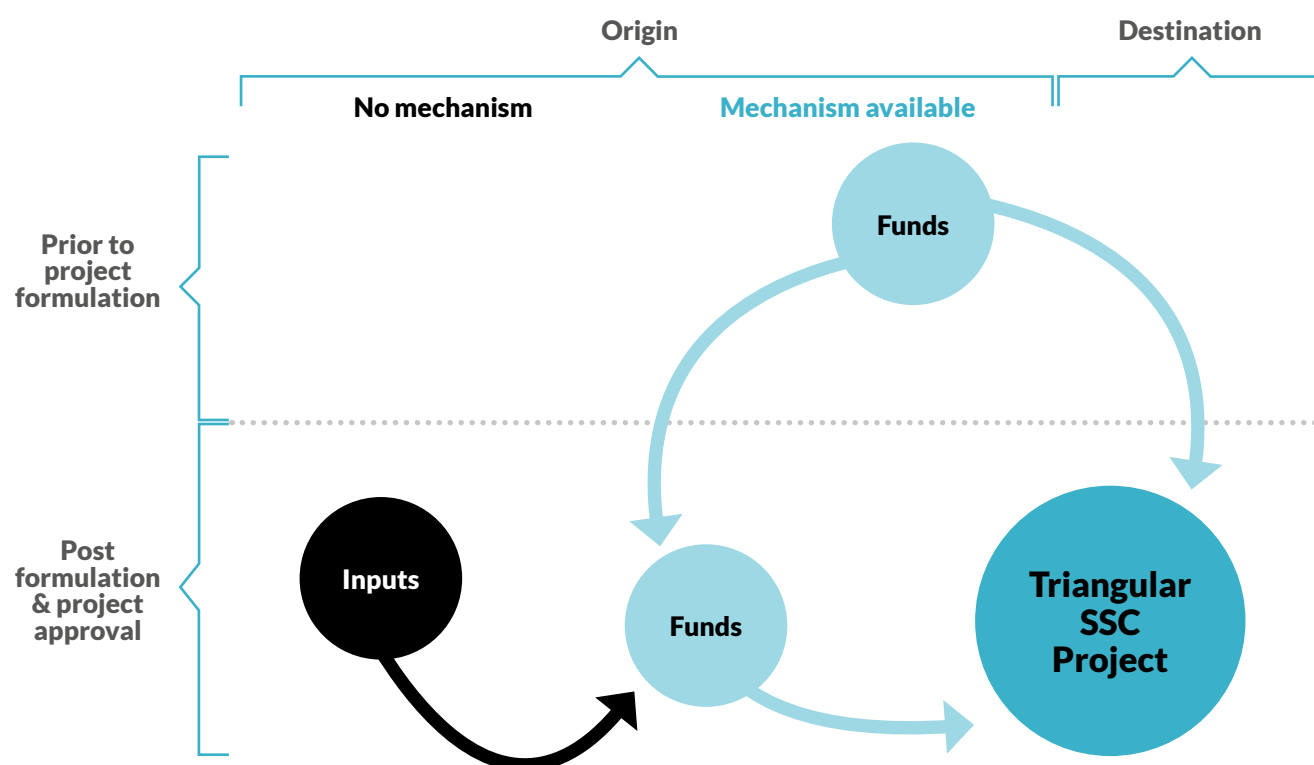 Origin
Destination
No mechanism
Mechanism available
Funds
Prior to
project
formulation
Post
formulation
& project
approval
Inputs
Funds
Triangular
SSC
Project